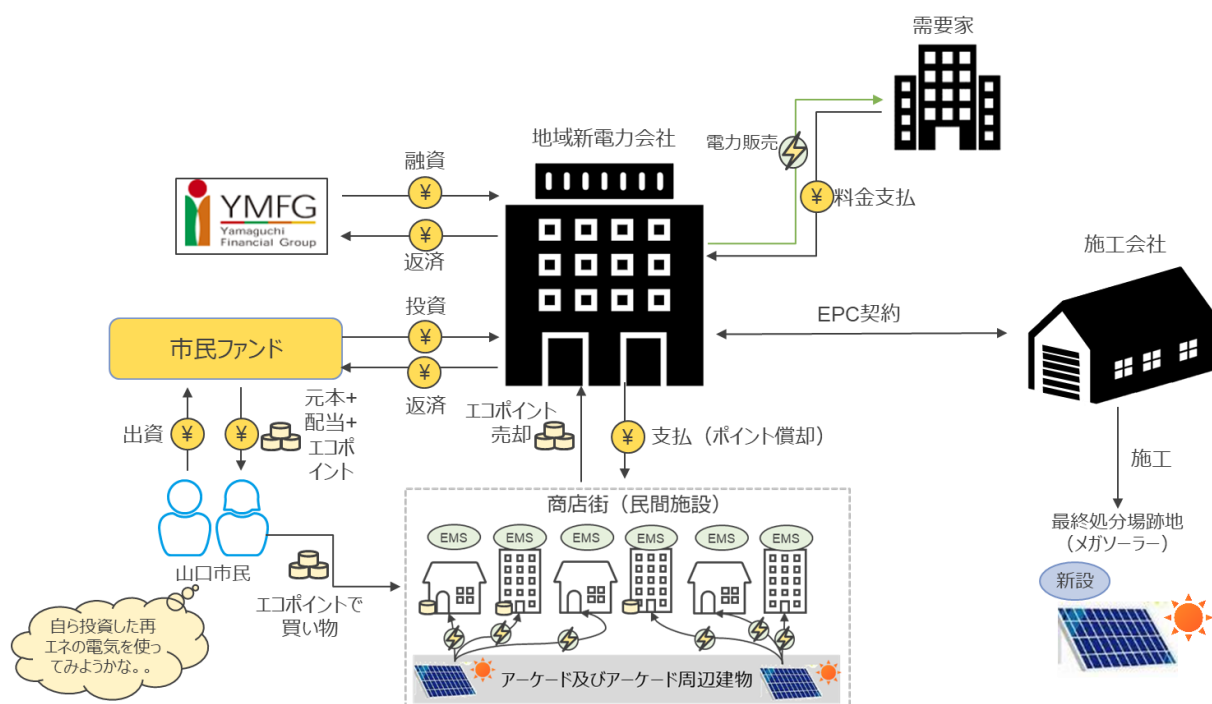 需要家
地域新電力会社
電力販売
融資
YMFG
Yamaguchi
Financial Group
料金支払
返済
施工会社
投資
EPC契約
市民ファンド
返済
元本+
配当+
エコポ
イント
出資
エコポイント
売却
支払（ポイント償却）
施工
商店街（民間施設）
EMS
EMS
EMS
EMS
EMS
EMS
最終処分場跡地
（メガソーラー）
山口市民
新設
エコポイントで
買い物
自ら投資した再
エネの電気を使っ
てみようかな。。
アーケード及びアーケード周辺建物